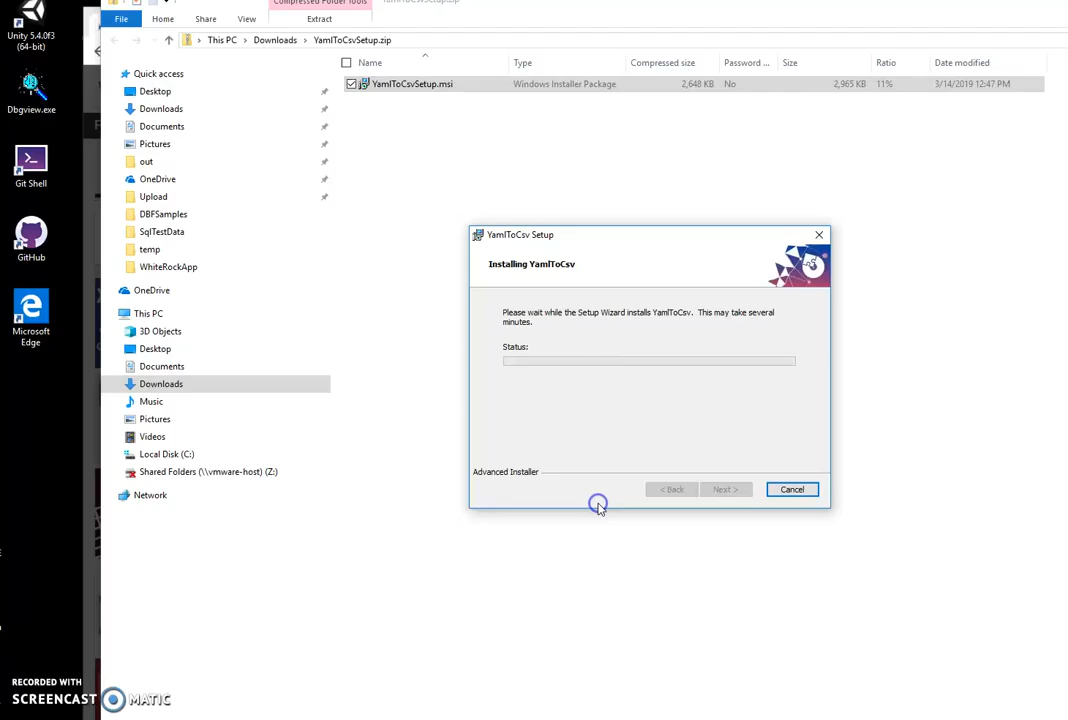 Compressed Folder Tools
YamlToCsvSetup.zip
File
Home
Share
View
Extract
This PC
Downloads
YamlToCsvSetup.zip
Name
Type
Compressed size
Password ...
Size
Ratio
Date modified
YamlToCsvSetup.msi
Windows Installer Package
2,648 KB
No
2,965 KB
11%
3/14/2019 12:47 PM
Unity 5.4.0f3
(64-bit)
Dbgview.exe
Git Shell
GitHub
Microsoft
Edge
Quick access
Desktop
Downloads
Documents
Pictures
out
OneDrive
Upload
DBFSamples
SqlTestData
temp
WhiteRockApp
OneDrive
This PC
3D Objects
Desktop
Documents
Downloads
Music
Pictures
Videos
Local Disk (C:)
Shared Folders (\\vmware-host) (Z:)
Network
YamlToCsv Setup
Installing YamlToCsv
Please wait while the Setup Wizard installs YamlToCsv. This may take several
minutes.
Status:
Advanced Installer
< Back
Next >
Cancel
RECORDED WITH
SCREENCAST MATIC